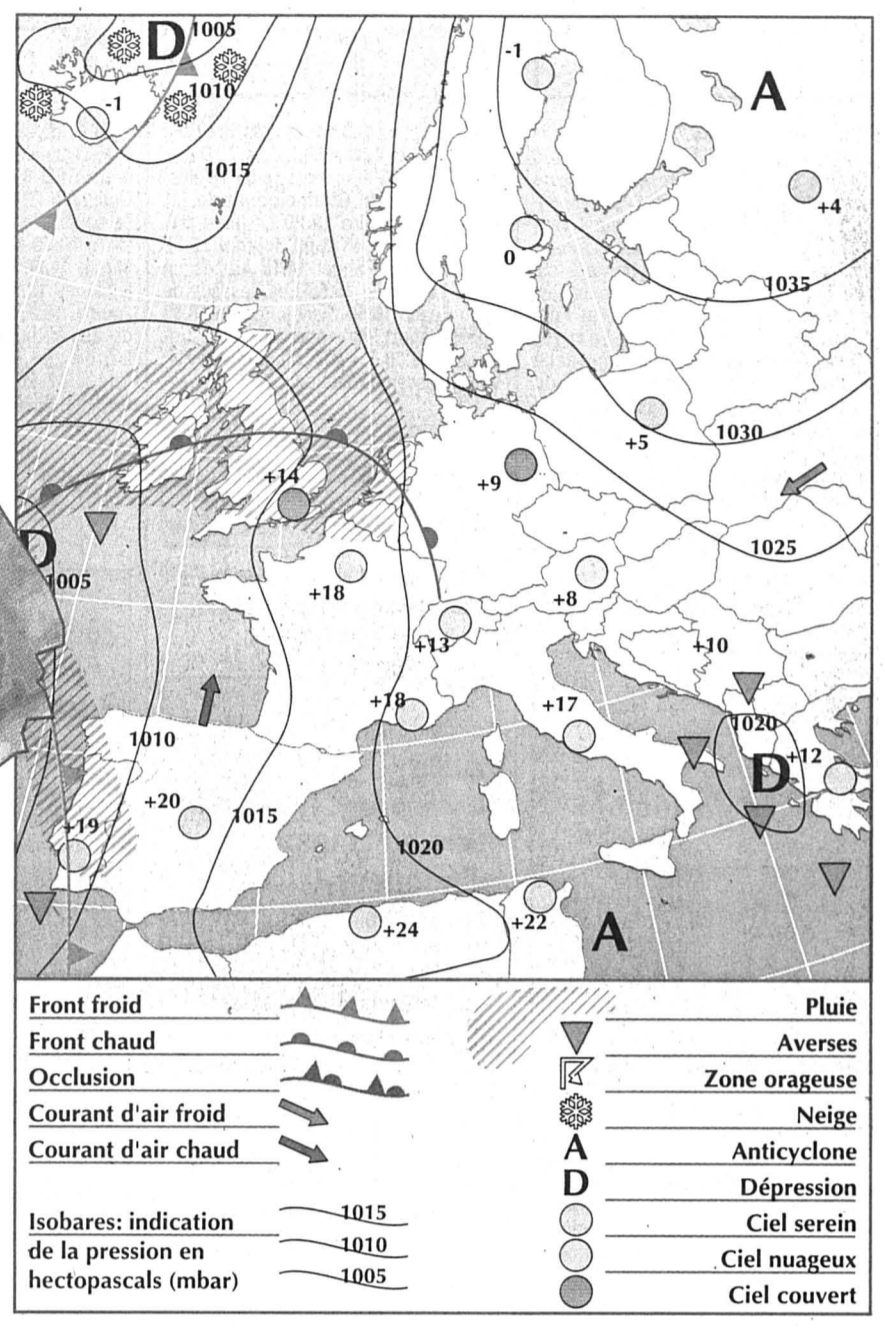 1005
D
-1
-1
1010
A
1015
+4
0
1035
+5
1030
+14
+9
D
1005
1025
+18
+8
+13
+10
+18
+17
1020
1010
D
+12
+20
1015
+19
1020
+24
+22
A
Front froid
Front chaud
Occlusion
Courant d'air froid
Courant d'air chaud
Isobares: indication
de la pression en
hectopascals (mbar)
1015
1010
1005
Pluie
Averses
Zone orageuse
Neige
A
Anticyclone
D
Dépression
Ciel serein
Ciel nuageux
Ciel couvert